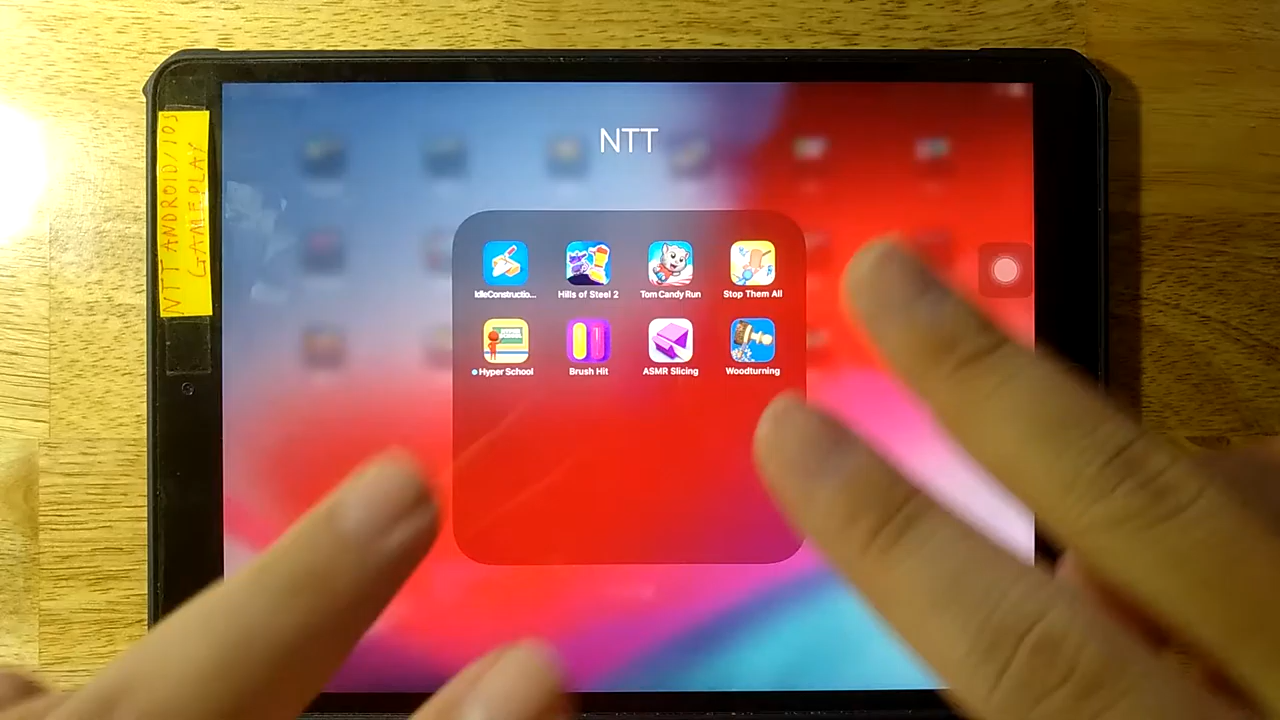 NTT ANDROID/IOS
GAMEPLAY
NTT
IdleConstructio...
Hills of Steel 2
Tom Candy Run
Stop Them All
Hyper School
Brush Hit
ASMR Slicing
Woodturning